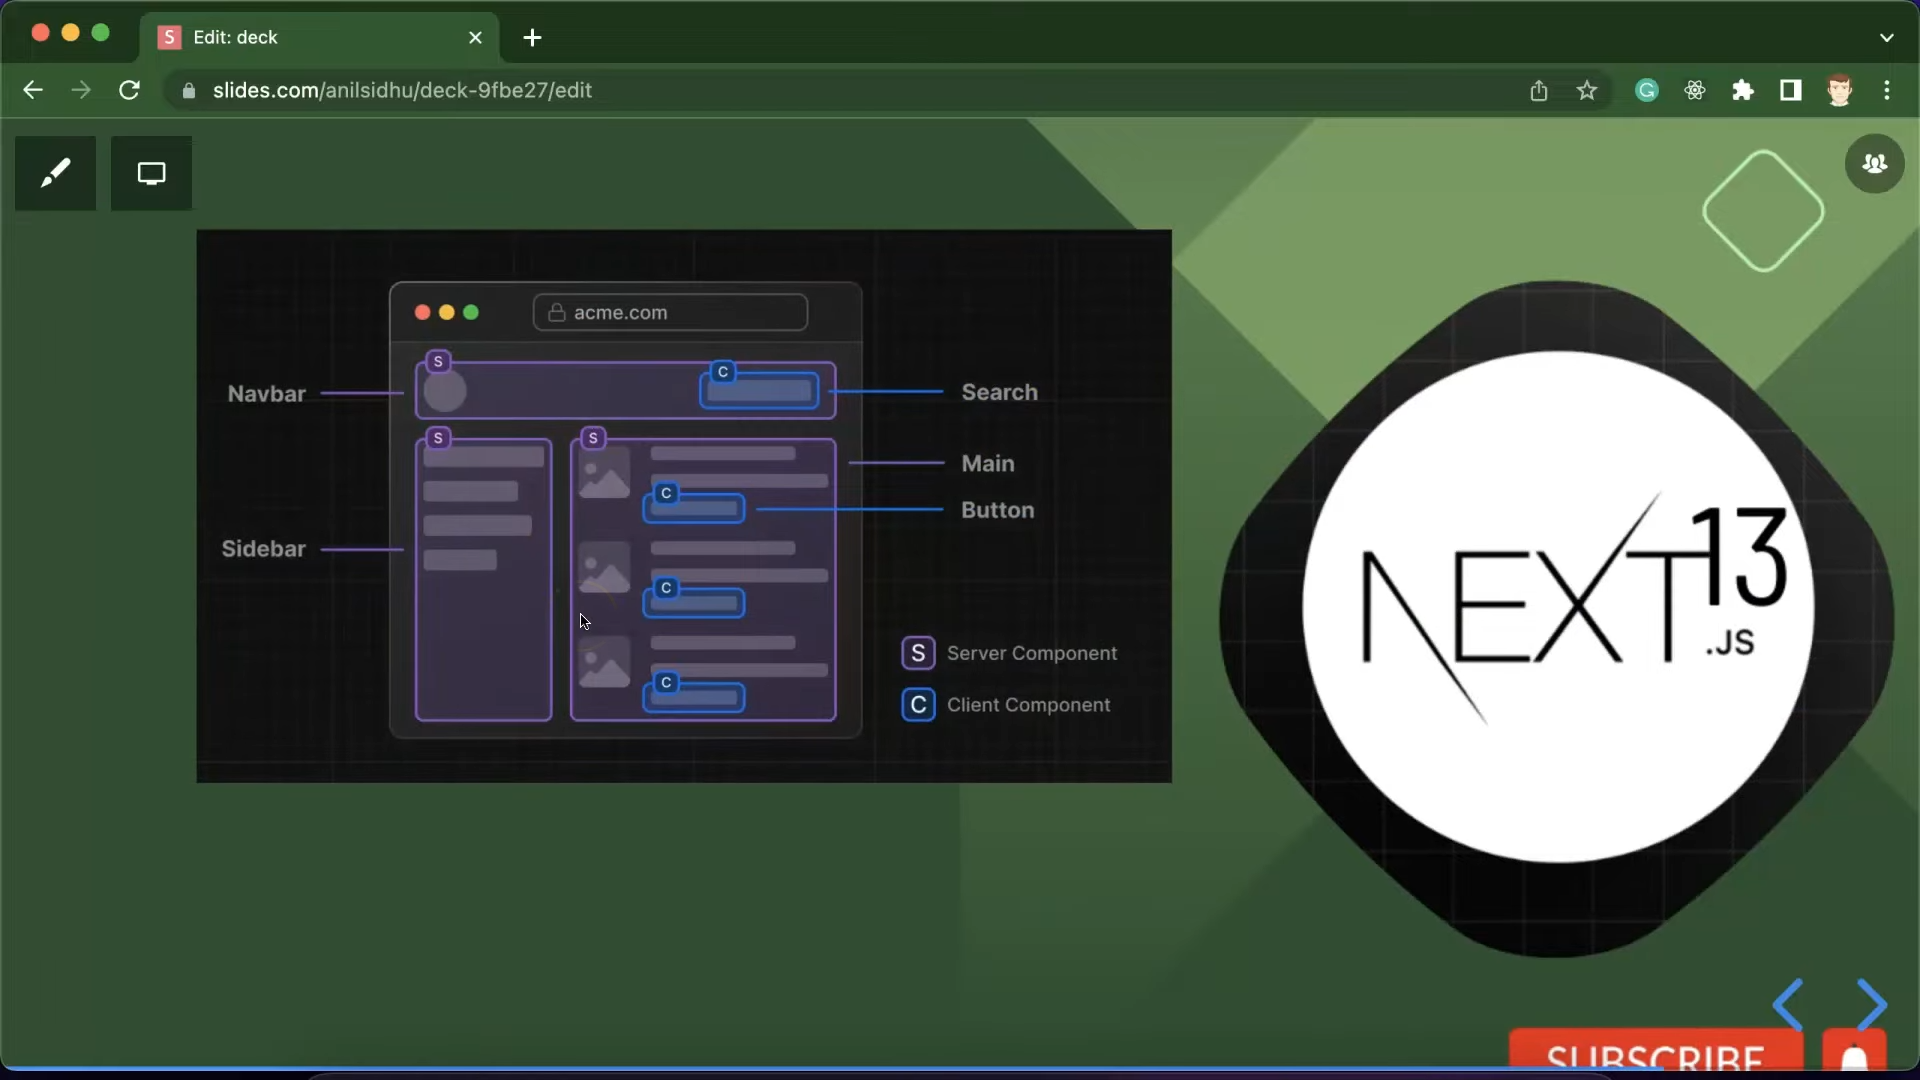 S Edit: deck
slides.com/anilsidhu/deck-9fbe27/edit
G
acme.com
S
C
Navbar
Search
S
S
Main
C
Button
Sidebar
C
C
S Server Component
C Client Component
NEXT 13
.JS
SUBSCRIBE